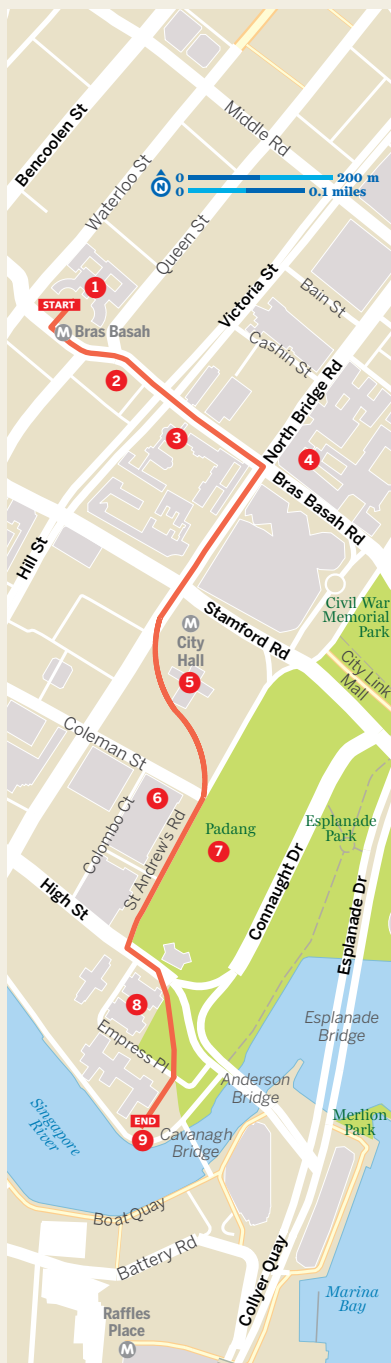 Middle Rd
Bencoolen St
Waterloo St
N
0 200 m
0 0.1 miles
Queen St
Victoria St
1
START
Bain St
M Bras Basah
Cashin St
2
North Bridge Rd
3
4
Bras Basah Rd
Hill St
Civil War
Memorial
Park
Stamford Rd
M
City
Hall
City Link
Mall
5
Coleman St
6
Colombo Ct
St Andrew's Rd
Padang
7
Esplanade
Park
Connaught Dr
Esplanade Dr
High St
8
Esplanade
Bridge
Empress Pl
Anderson
Bridge
Singapore
River
END
9
Cavanagh
Bridge
Merlion
Park
Boat Quay
Battery Rd
Collyer Quay
Marina
Bay
Raffles
Place
M